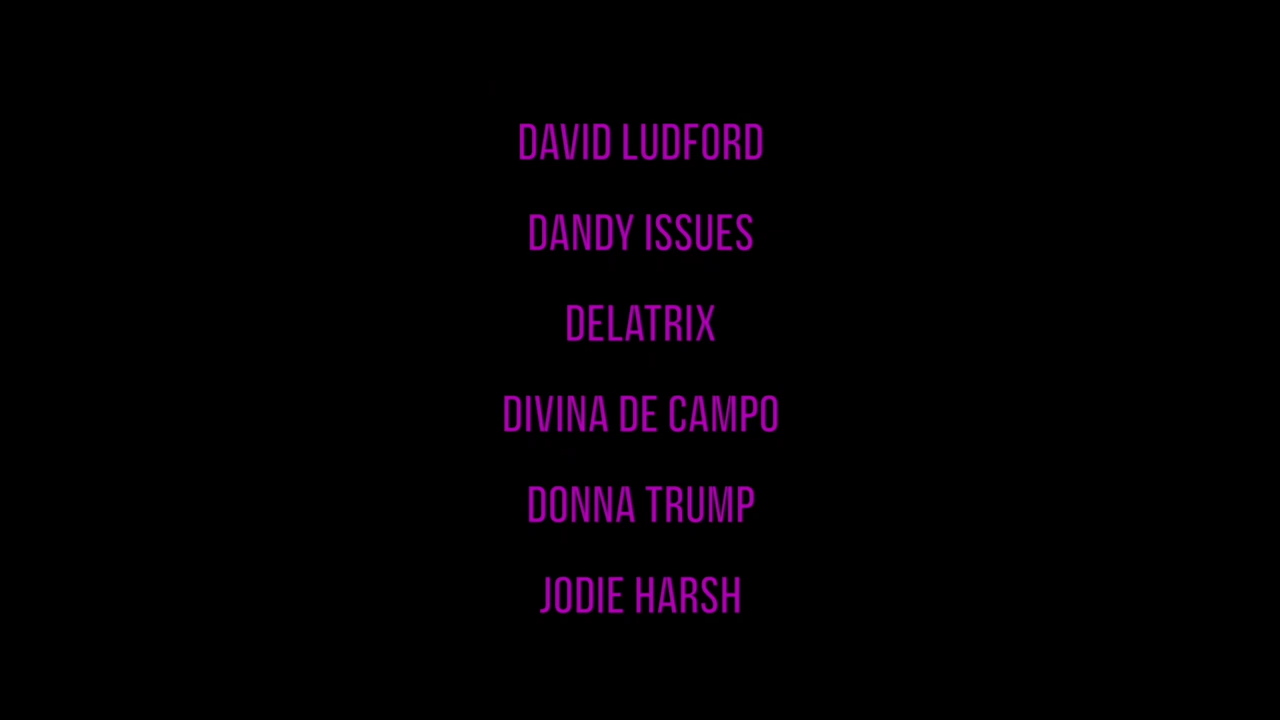 DAVID LUDFORD
DANDY ISSUES
DELATRIX
DIVINA DE CAMPO
DONNA TRUMP
JODIE HARSH